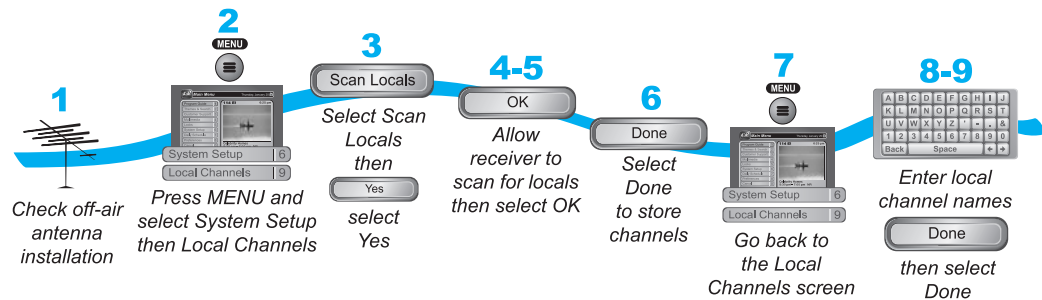 1
Check off-air
antenna
installation
2
MENU
Main Menu
System Setup 6
Local Channels 9
Press MENU and
select System Setup
then Local Channels
3
Scan Locals
Select Scan
Locals
then
Yes
select
Yes
4-5
OK
Allow
receiver to
scan for locals
then select OK
6
Done
Select
Done
to store
channels
7
MENU
Main Menu
System Setup 6
Local Channels 9
Go back to
the Local
Channels screen
8-9
A B C D E F G H I J
K L M N O P Q R S T
U V W X Y Z ' - . &
1 2 3 4 5 6 7 8 9 0
Back Space ← →
Enter local
channel names
Done
then select
Done